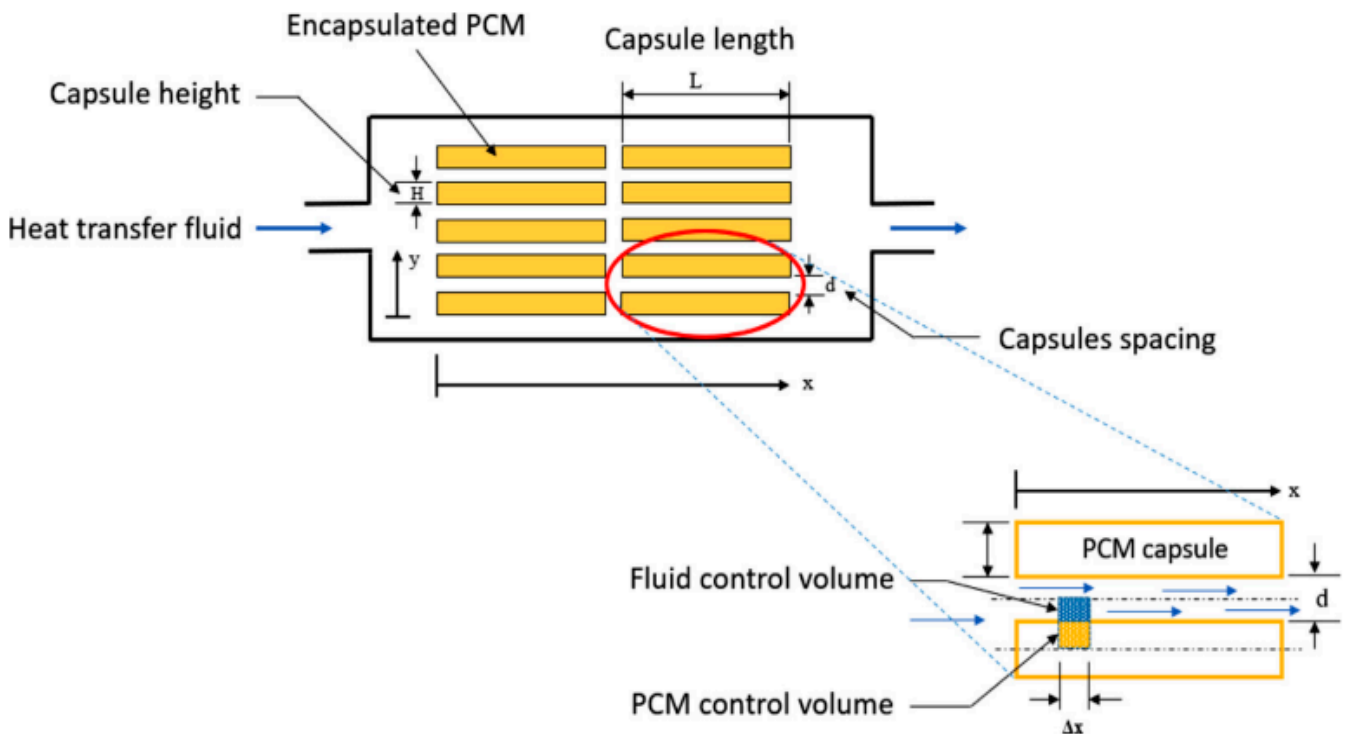 Encapsulated PCM
Capsule length
L
Capsule height
H
Heat transfer fluid
y
d
Capsules spacing
x
x
PCM capsule
Fluid control volume
d
PCM control volume
Δx